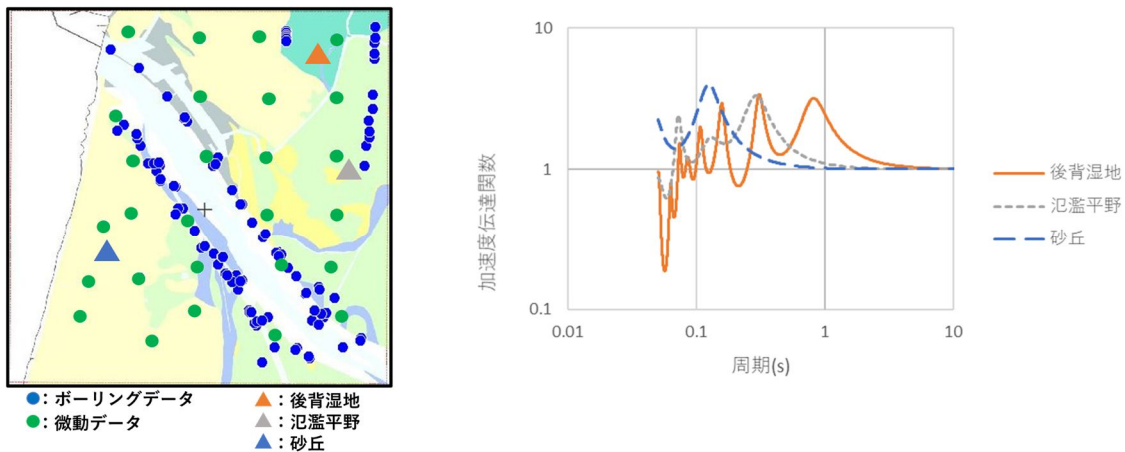 ●：ボーリングデータ
●：微動データ
▲：後背湿地
▲：氾濫平野
▲：砂丘
加速度伝達関数
10
1
0.1
0.01
0.1
1
10
周期(s)
後背湿地
氾濫平野
砂丘